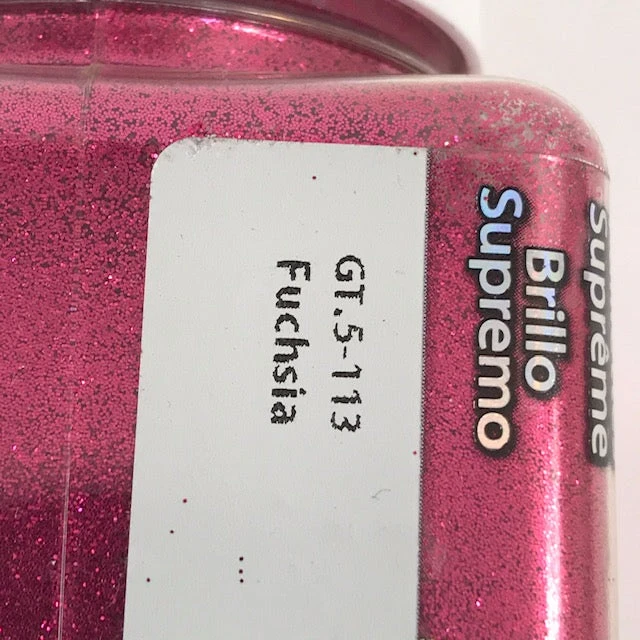 GT.5-113
Fuchsia
Suprême
Brillo
Supremo